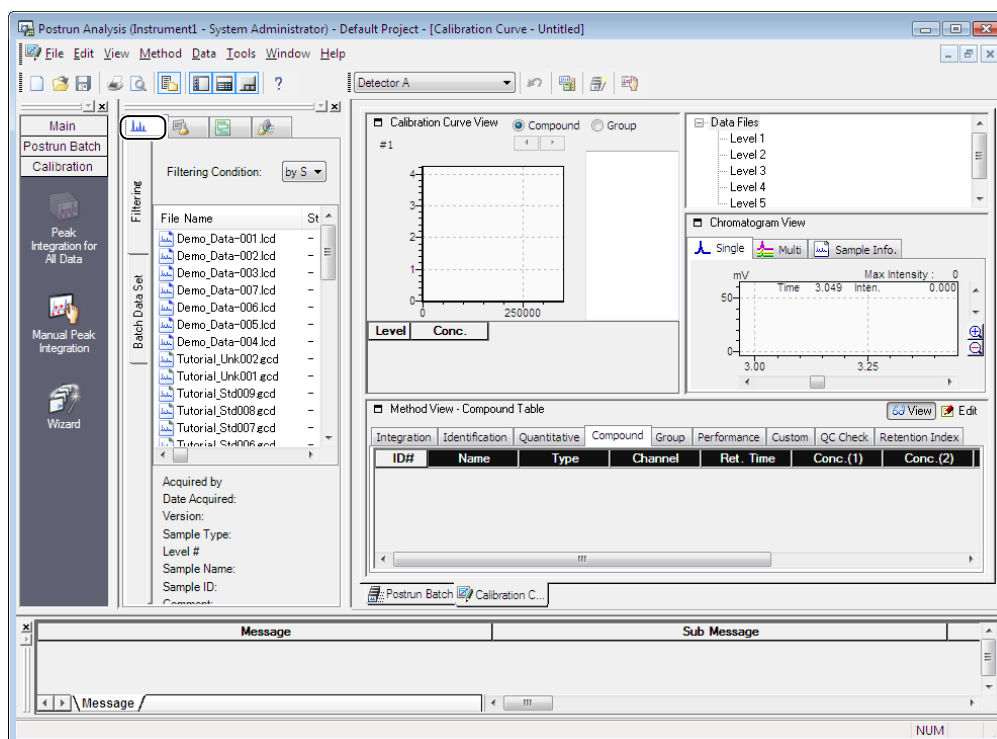 Postrun Analysis (Instrument1 - System Administrator) - Default Project - [Calibration Curve - Untitled]
File Edit View Method Data Tools Window Help
Detector A
Main
Postrun Batch
Calibration
Peak
Integration for
All Data
Manual Peak
Integration
Wizard
Filtering
Batch Data Set
Filtering Condition: by S
File Name St
Demo_Data-001.lcd -
Demo_Data-002.lcd -
Demo_Data-003.lcd -
Demo_Data-007.lcd -
Demo_Data-006.lcd -
Demo_Data-005.lcd -
Demo_Data-004.lcd -
Tutorial_Unk002.gcd -
Tutorial_Unk001.gcd -
Tutorial_Std009.gcd -
Tutorial_Std008.gcd -
Tutorial_Std007.gcd -
Tutorial_Std006.gcd -
Acquired by
Date Acquired:
Version:
Sample Type:
Level #
Sample Name:
Sample ID:
Comment:
Calibration Curve View Compound Group
#1
4
3
2
1
0
0 250000
Level Conc.
Data Files
Level 1
Level 2
Level 3
Level 4
Level 5
Chromatogram View
Single Multi Sample Info.
mV Max Intensity : 0
50 Time 3.049 Inten. 0.000
0
3.00 3.25
Method View - Compound Table View Edit
Integration Identification Quantitative Compound Group Performance Custom QC Check Retention Index
ID# Name Type Channel Ret. Time Conc.(1) Conc.(2)
Postrun Batch Calibration C...
Message Sub Message
Message
NUM